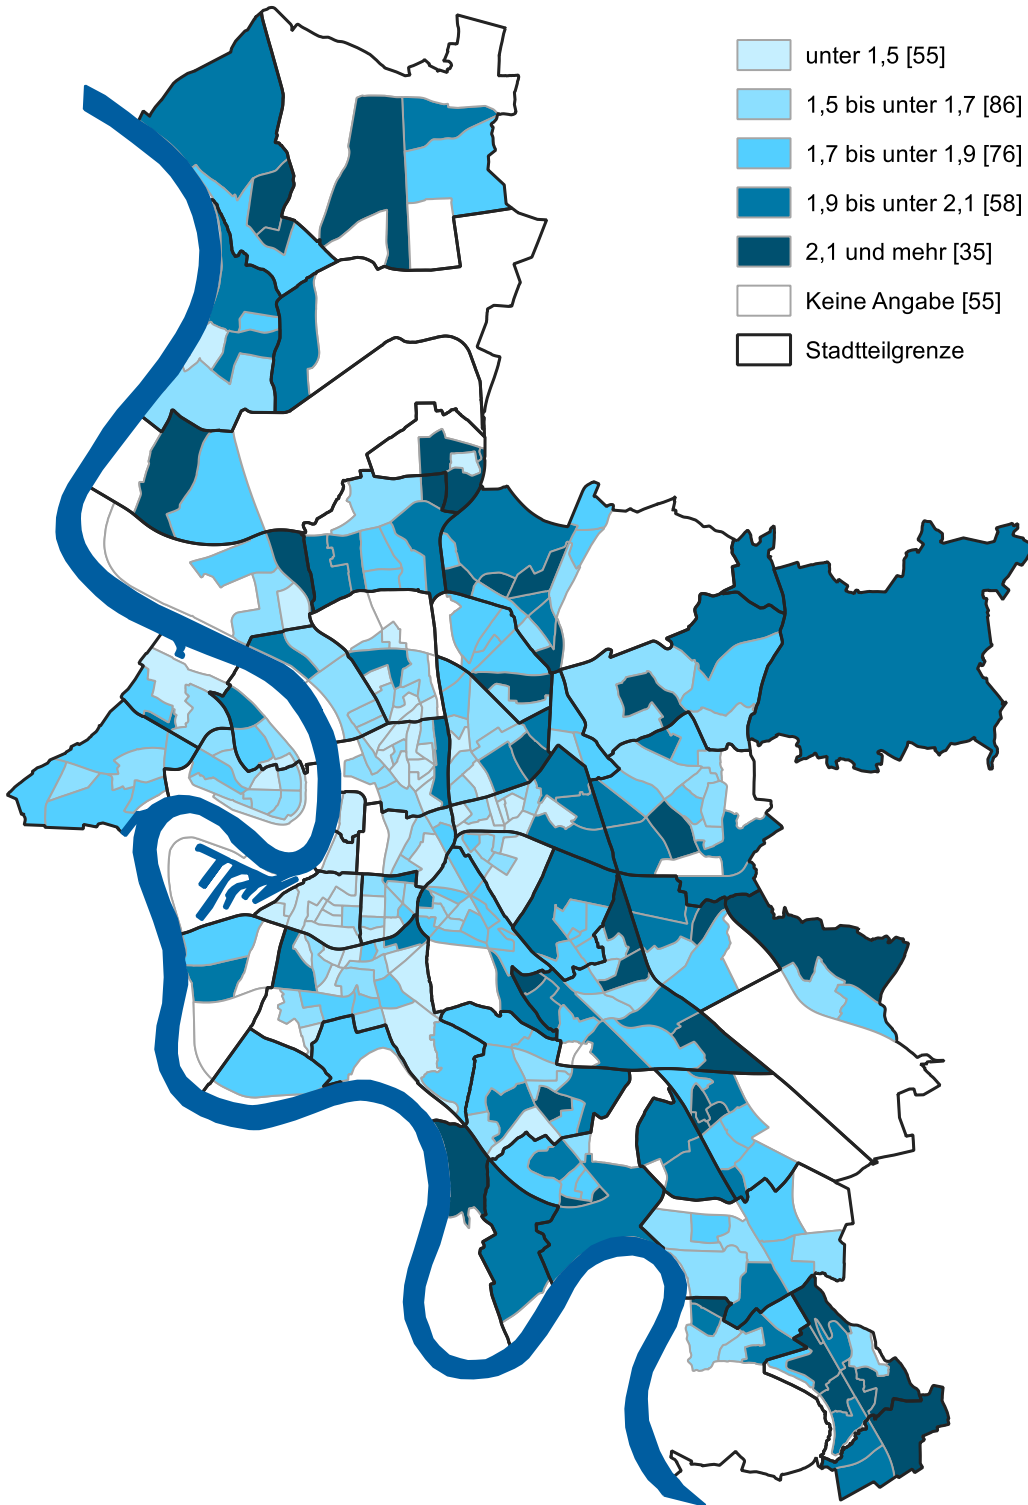 unter 1,5 [55]
1,5 bis unter 1,7 [86]
1,7 bis unter 1,9 [76]
1,9 bis unter 2,1 [58]
2,1 und mehr [35]
Keine Angabe [55]
Stadtteilgrenze